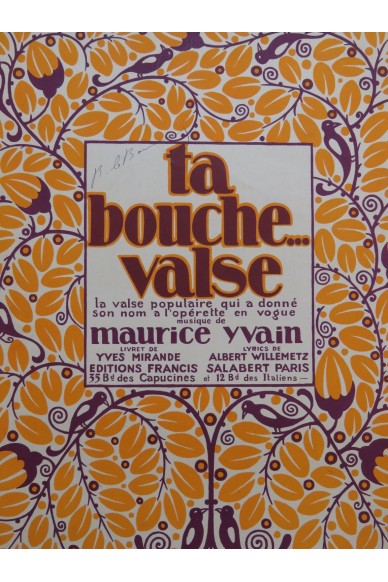 ta
bouche...
valse
la valse populaire qui a donné
son nom a l'opérette en vogue
musique de
maurice yvain
LIVRET DE
YVES MIRANDE
LYRICS DE
ALBERT WILLEMETZ
EDITIONS FRANCIS SALABERT PARIS
35 Bd des Capucines et 12 Bd des Italiens —